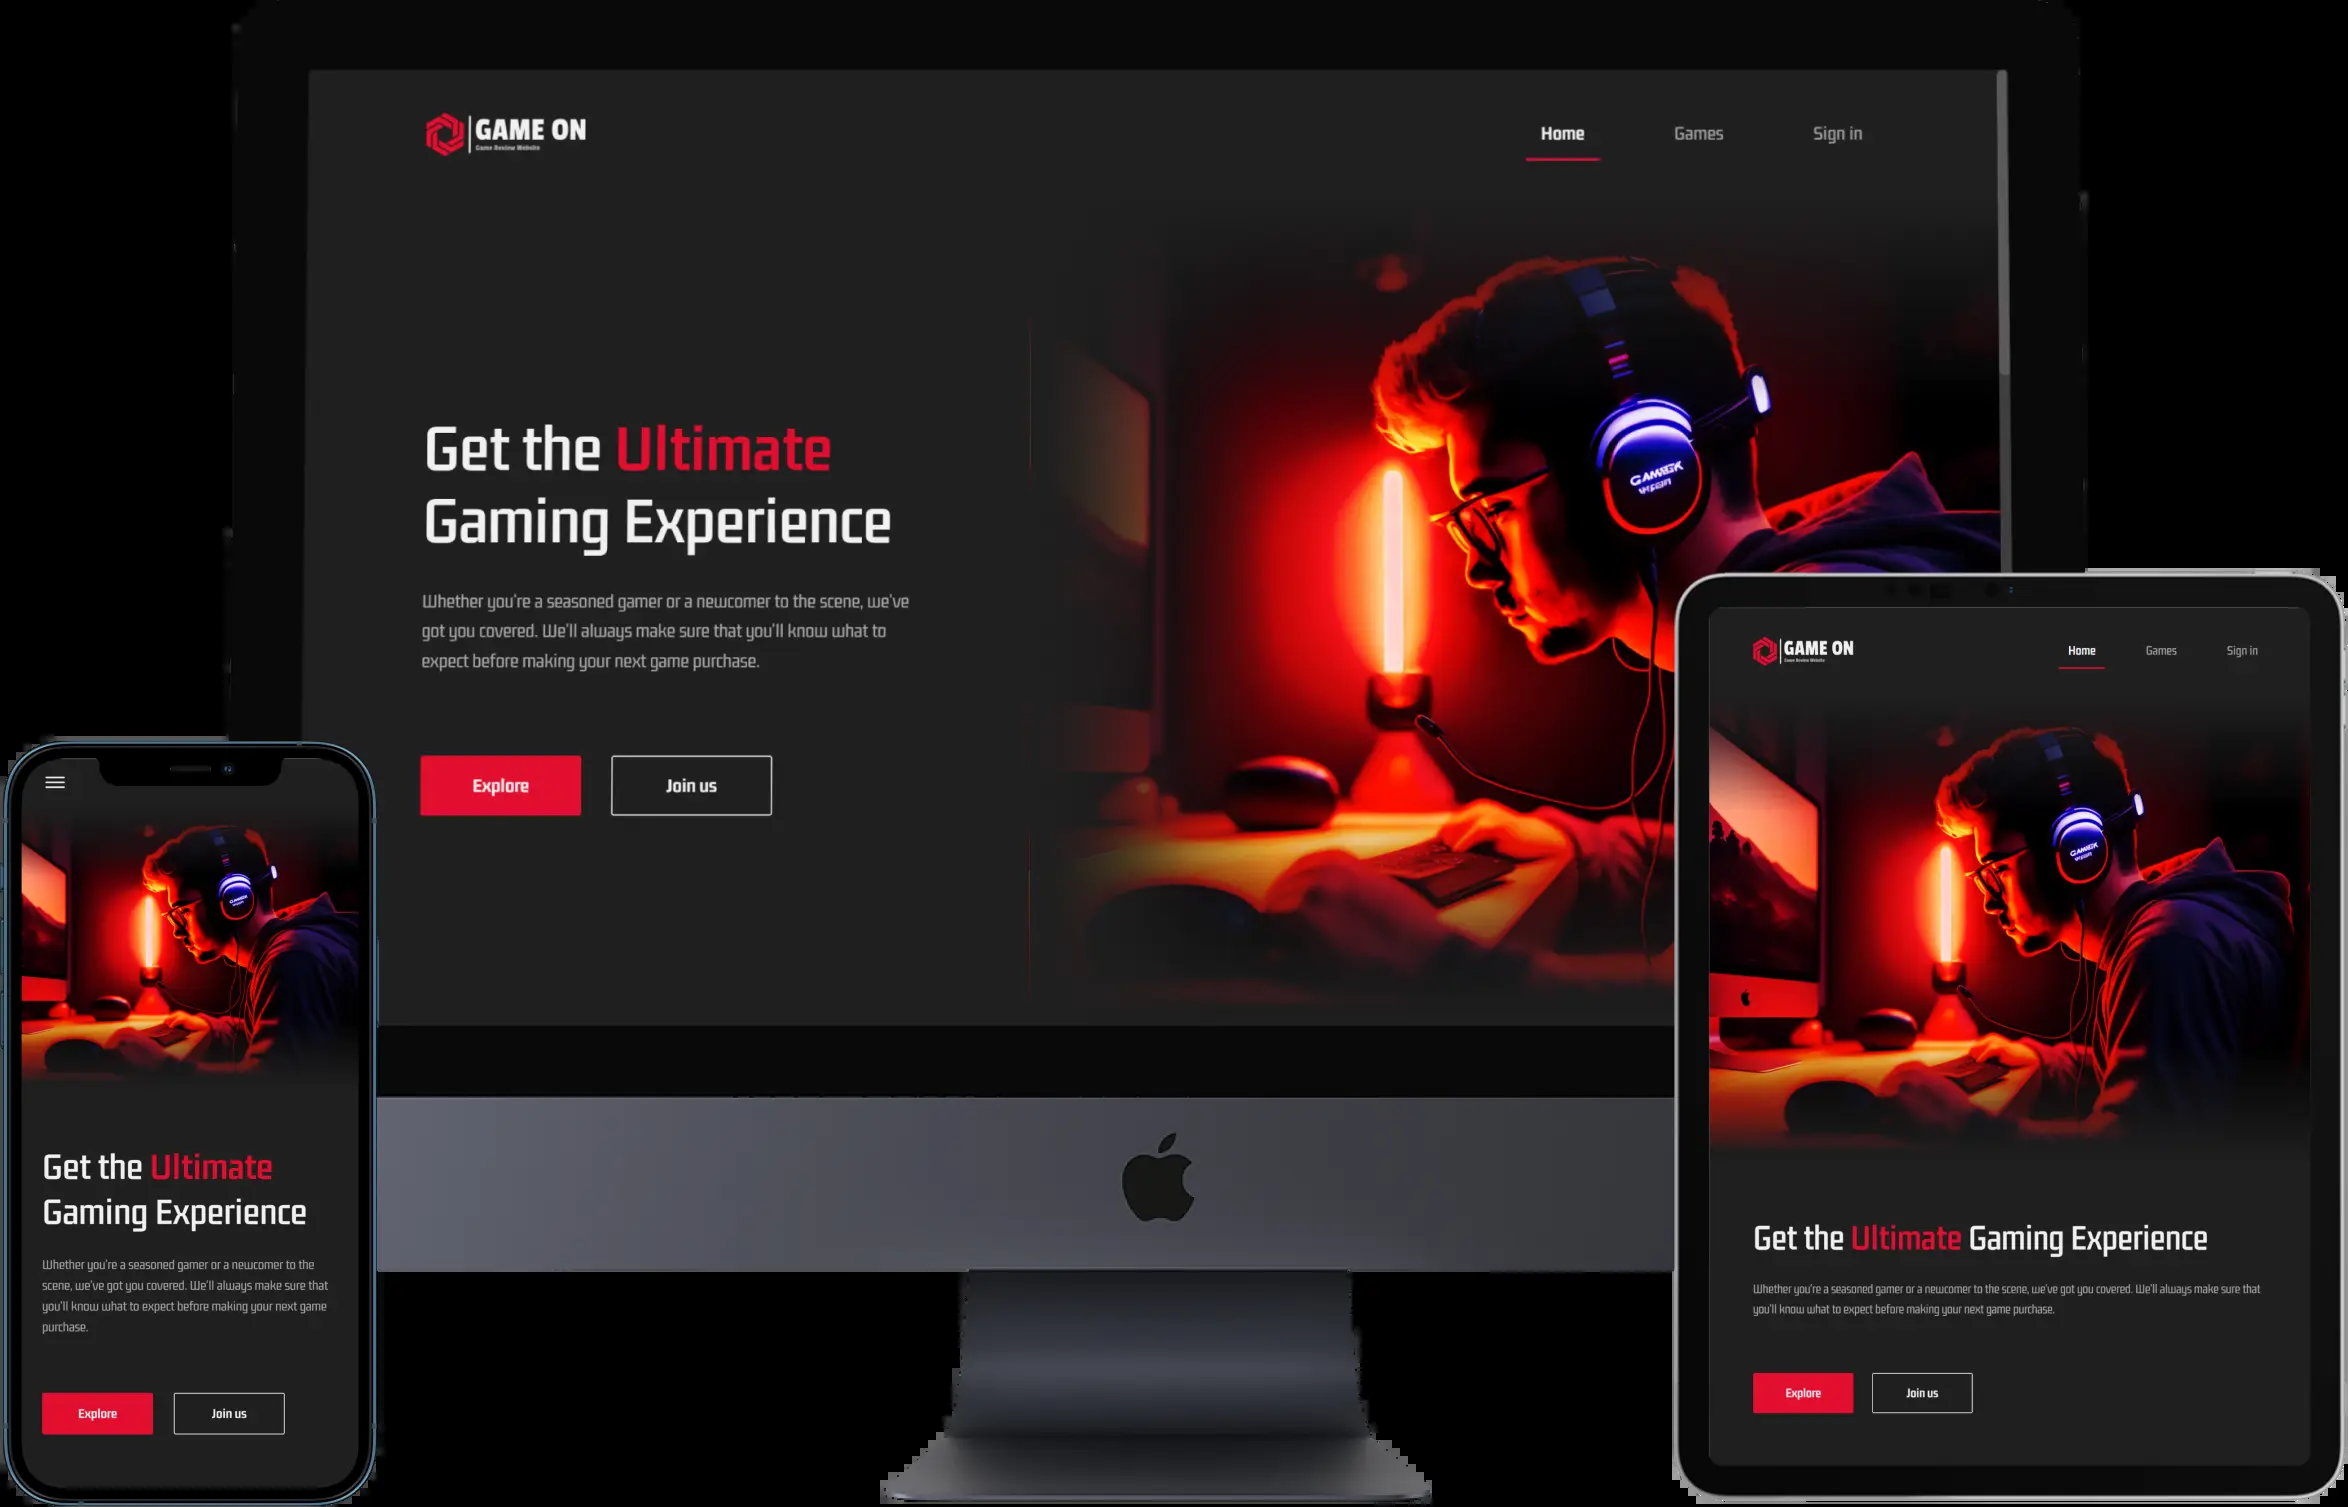 GAME ON
Game Review Website
Home
Games
Sign in
Get the Ultimate
Gaming Experience
Whether you're a seasoned gamer or a newcomer to the scene, we've
got you covered. We'll always make sure that you'll know what to
expect before making your next game purchase.
Explore
Join us
Get the Ultimate
Gaming Experience
Whether you're a seasoned gamer or a newcomer to the
scene, we've got you covered. We'll always make sure that
you'll know what to expect before making your next game
purchase.
Explore
Join us
GAME ON
Game Review Website
Home
Games
Sign in
Get the Ultimate Gaming Experience
Whether you're a seasoned gamer or a newcomer to the scene, we've got you covered. We'll always make sure that
you'll know what to expect before making your next game purchase.
Explore
Join us